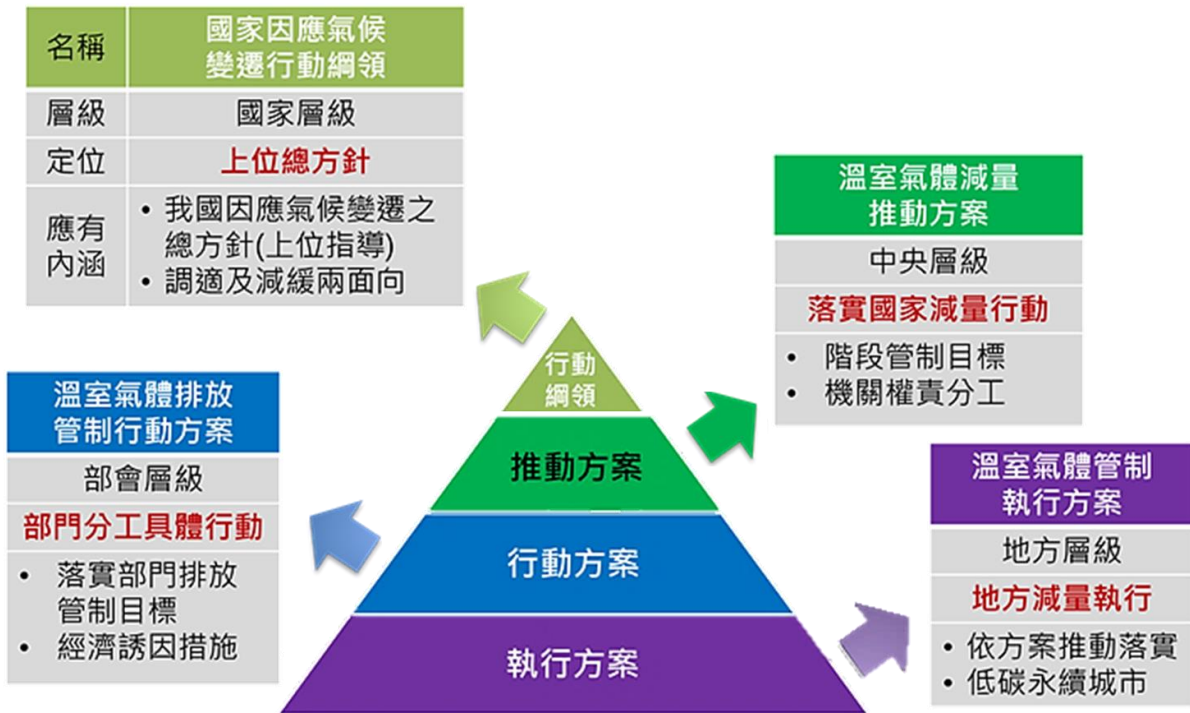 名稱
國家因應氣候
變遷行動綱領
層級
國家層級
定位
上位總方針
應有
內涵
• 我國因應氣候變遷之
總方針(上位指導)
• 調適及減緩兩面向
溫室氣體減量
推動方案
中央層級
落實國家減量行動
• 階段管制目標
• 機關權責分工
溫室氣體排放
管制行動方案
部會層級
部門分工具體行動
• 落實部門排放
管制目標
• 經濟誘因措施
行動
綱領
推動方案
行動方案
執行方案
溫室氣體管制
執行方案
地方層級
地方減量執行
• 依方案推動落實
• 低碳永續城市